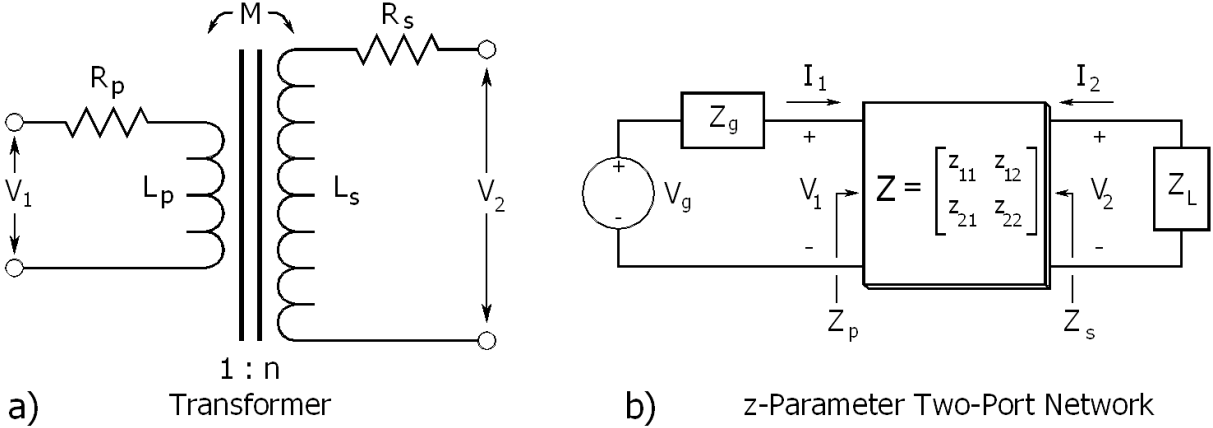 M
R_s
R_p
V_1
L_p
L_s
V_2
1 : n
a) Transformer
I_1
I_2
Z_g
+
+
+
V_g
-
V_1
Z = [z_11 z_12
z_21 z_22]
V_2
Z_L
-
-
Z_p
Z_s
b) z-Parameter Two-Port Network